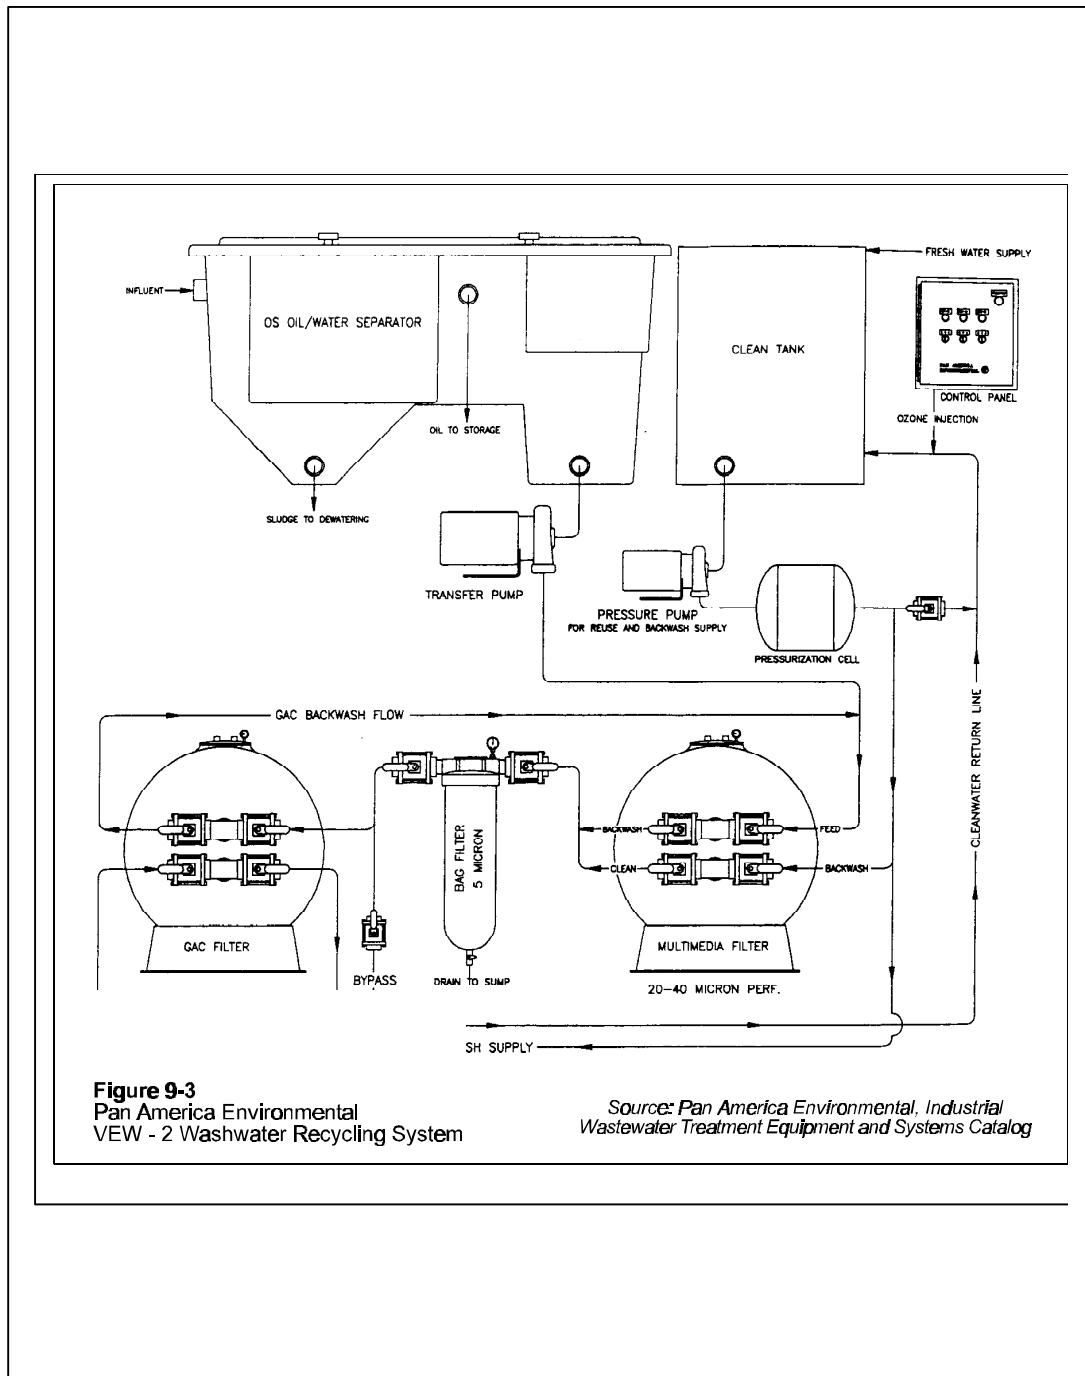 FRESH WATER SUPPLY
INFLUENT
OS OIL/WATER SEPARATOR
CLEAN TANK
PAN AMERICA
ENVIRONMENTAL
CONTROL PANEL
OZONE INJECTION
OIL TO STORAGE
SLUDGE TO DEWATERING
TRANSFER PUMP
PRESSURE PUMP
FOR REUSE AND BACKWASH SUPPLY
PRESSURIZATION CELL
GAC BACKWASH FLOW
CLEANWATER RETURN LINE
BACKWASH
FEED
CLEAN
BACKWASH
BAG FILTER
5 MICRON
GAC FILTER
MULTIMEDIA FILTER
BYPASS
DRAIN TO SUMP
20-40 MICRON PERF.
SH SUPPLY
Figure 9-3
Pan America Environmental
VEW - 2 Washwater Recycling System
Source: Pan America Environmental, Industrial
Wastewater Treatment Equipment and Systems Catalog